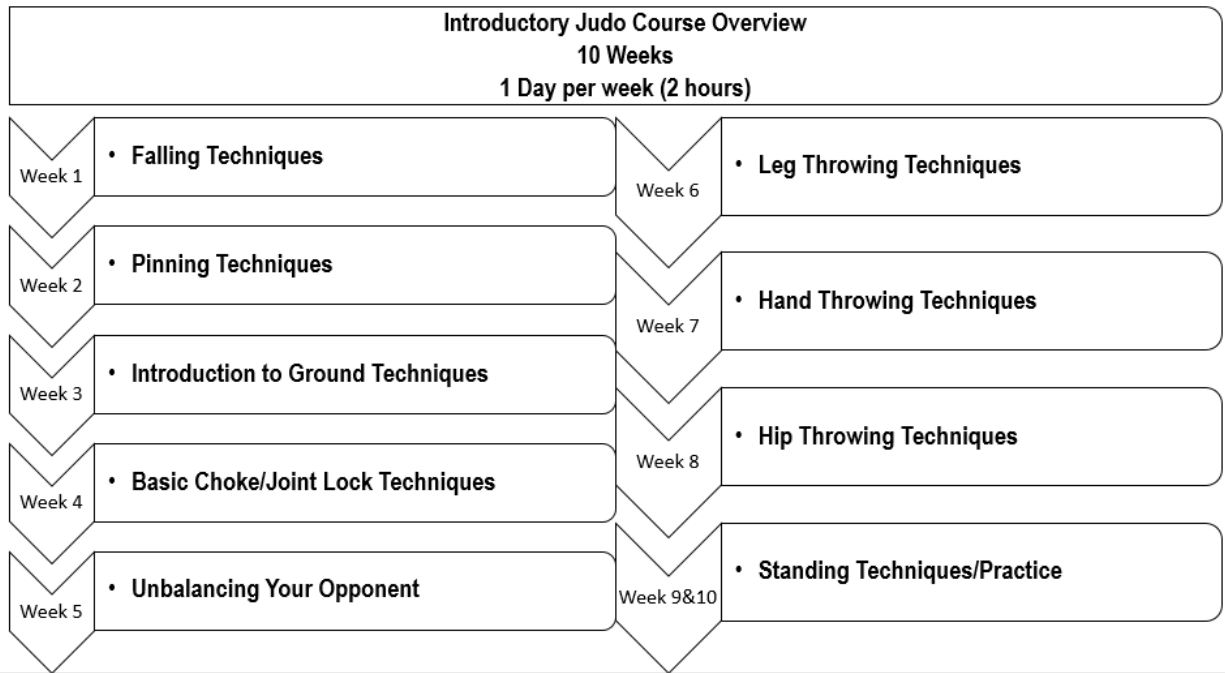 Introductory Judo Course Overview
10 Weeks
1 Day per week (2 hours)
Week 1
• Falling Techniques
Week 2
• Pinning Techniques
Week 3
• Introduction to Ground Techniques
Week 4
• Basic Choke/Joint Lock Techniques
Week 5
• Unbalancing Your Opponent
Week 6
• Leg Throwing Techniques
Week 7
• Hand Throwing Techniques
Week 8
• Hip Throwing Techniques
Week 9&10
• Standing Techniques/Practice